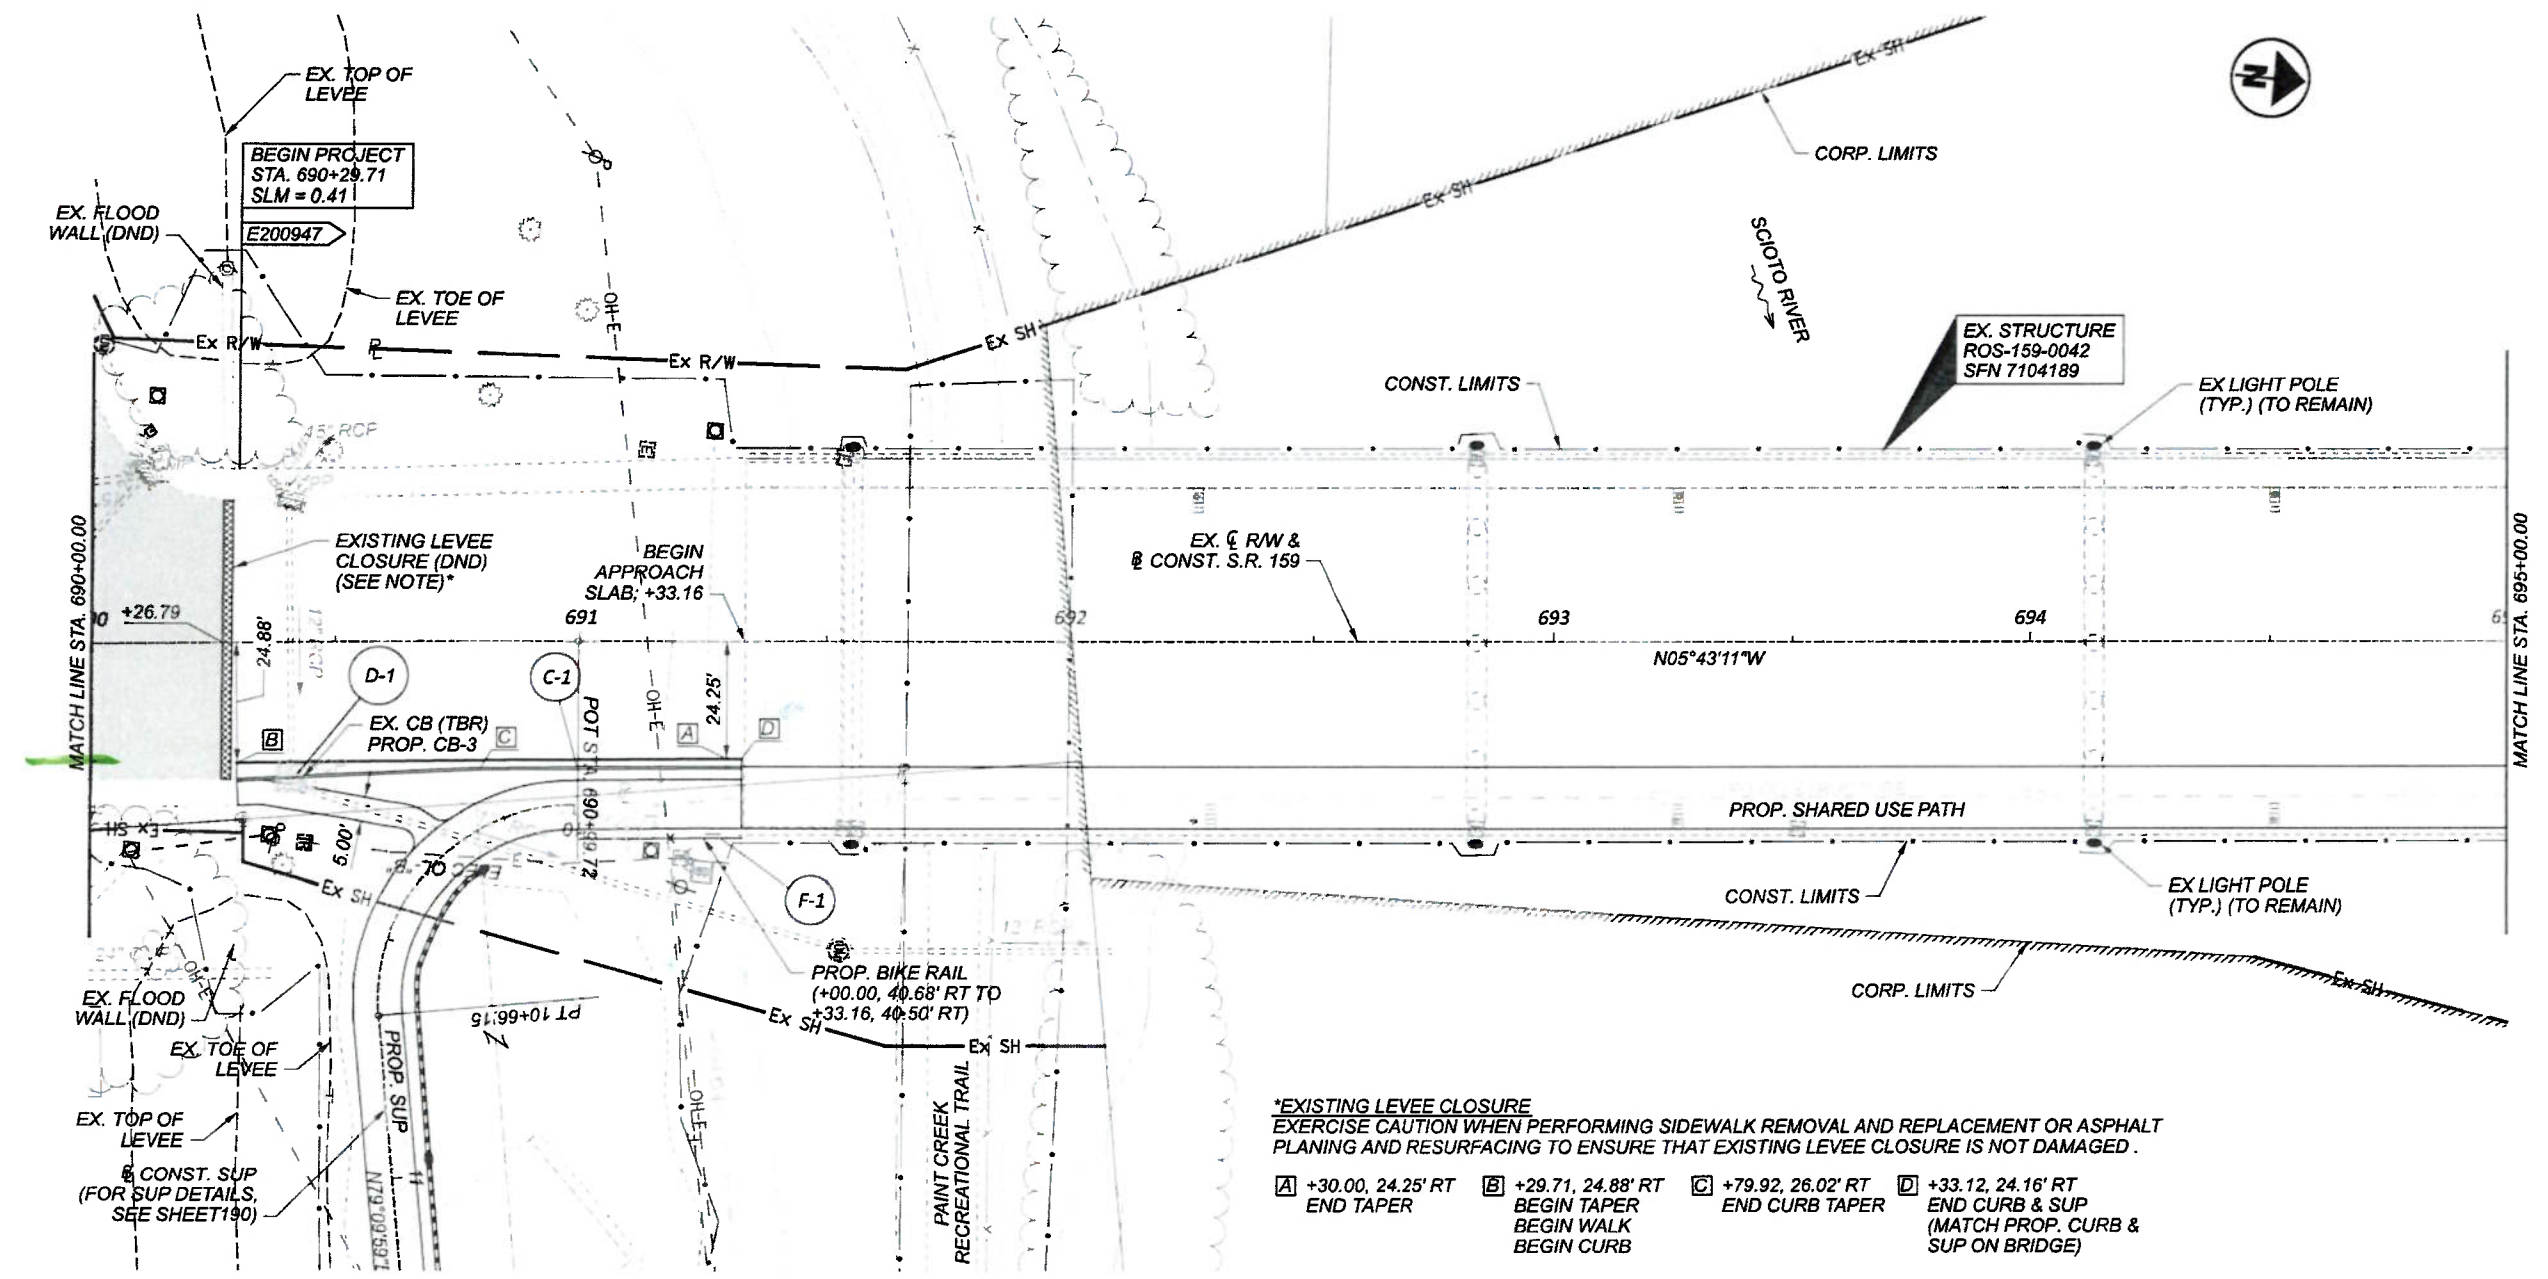 EX. TOP OF
LEVEE
BEGIN PROJECT
STA. 690+29.71
SLM = 0.41
E200947
EX. FLOOD
WALL (DND)
EX. TOE OF
LEVEE
Ex R/W
Ex R/W
Ex SH
Ex SH
Ex SH
OH-E
15" RCP
N
CORP. LIMITS
SCIOTO RIVER
EX. STRUCTURE
ROS-159-0042
SFN 7104189
CONST. LIMITS
EX LIGHT POLE
(TYP.) (TO REMAIN)
MATCH LINE STA. 690+00.00
EXISTING LEVEE
CLOSURE (DND)
(SEE NOTE)*
BEGIN
APPROACH
SLAB; +33.16
EX. ℄ R/W &
CONST. S.R. 159
+26.79
691
692
693
694
N05°43'11"W
MATCH LINE STA. 695+00.00
24.88'
12" RCP
D-1
C-1
OH-E
24.25'
EX. CB (TBR)
PROP. CB-3
B
C
A
D
POT STA. 690+99.72
PROP. SHARED USE PATH
EX SH
5.00'
Ex SH
F-1
CONST. LIMITS
EX LIGHT POLE
(TYP.) (TO REMAIN)
PROP. BIKE RAIL
(+00.00, 40.68' RT TO
+33.16, 40.50' RT)
CORP. LIMITS
Ex SH
OH-E
EX. FLOOD
WALL (DND)
PT 10+66.15
Ex SH
Ex SH
EX. TOE OF
LEVEE
PROP. SUP
OH-E
EX. TOP OF
LEVEE
CONST. SUP
(FOR SUP DETAILS,
SEE SHEET190)
11
PAINT CREEK
RECREATIONAL TRAIL
*EXISTING LEVEE CLOSURE
EXERCISE CAUTION WHEN PERFORMING SIDEWALK REMOVAL AND REPLACEMENT OR ASPHALT
PLANING AND RESURFACING TO ENSURE THAT EXISTING LEVEE CLOSURE IS NOT DAMAGED .
A +30.00, 24.25' RT
END TAPER
B +29.71, 24.88' RT
BEGIN TAPER
BEGIN WALK
BEGIN CURB
C +79.92, 26.02' RT
END CURB TAPER
D +33.12, 24.16' RT
END CURB & SUP
(MATCH PROP. CURB &
SUP ON BRIDGE)